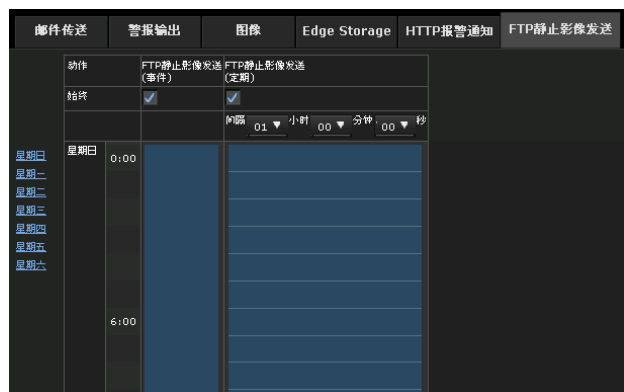 邮件传送 警报输出 图像 Edge Storage HTTP报警通知 FTP静止影像发送
动作 FTP静止影像发送(事件) FTP静止影像发送(定期)
始终
间隔 01 ▼ 小时 00 ▼ 分钟 00 ▼ 秒
星期日 星期日 0:00
星期一
星期二
星期三
星期四
星期五
星期六
6:00